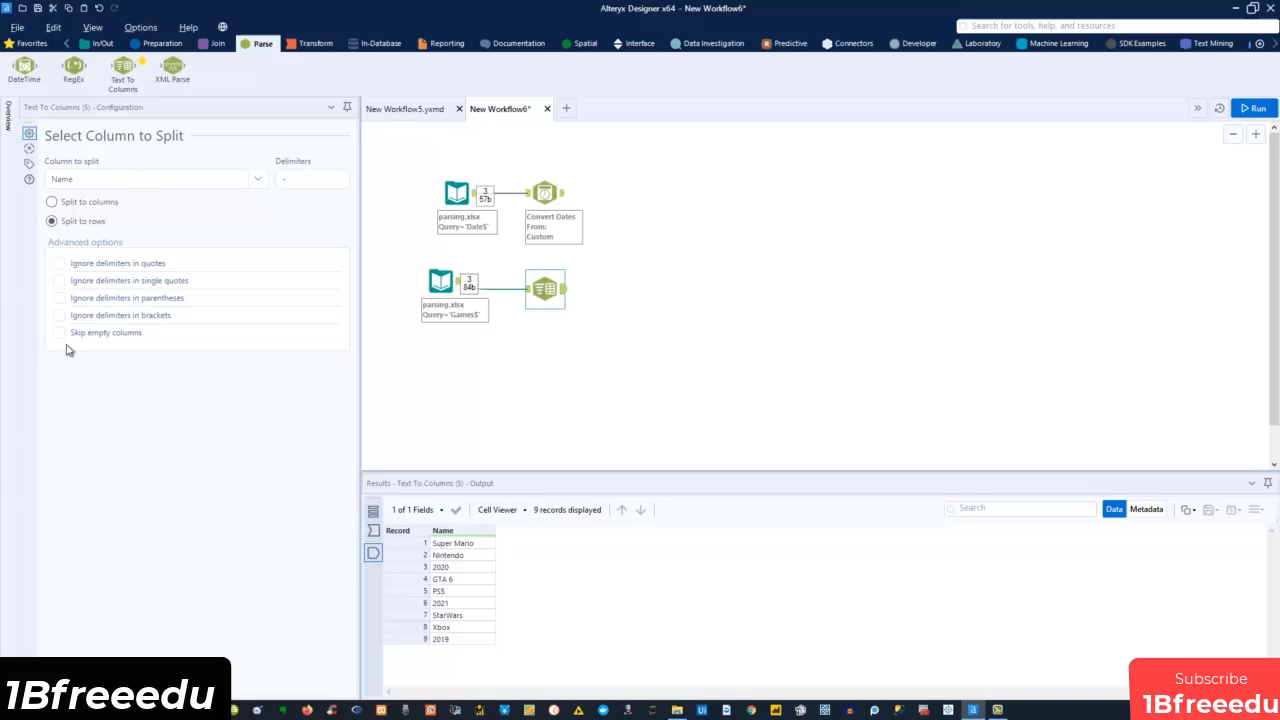 Alteryx Designer x64 - New Workflow6*
File Edit View Options Help
Search for tools, help, and resources
Favorites In/Out Preparation Join Parse Transform In-Database Reporting Documentation Spatial Interface Data Investigation Predictive Connectors Developer Laboratory Machine Learning SDK Examples Text Mining
DateTime RegEx Text To Columns XML Parse
Overview
Text To Columns (5) - Configuration
New Workflow5.yxmd New Workflow6* Run
Select Column to Split
Column to split Delimiters
Name -
Split to columns
Split to rows
Advanced options
Ignore delimiters in quotes
Ignore delimiters in single quotes
Ignore delimiters in parentheses
Ignore delimiters in brackets
Skip empty columns
3
57b
parsing.xlsx
Query=`Date$`
Convert Dates
From:
Custom
3
84b
parsing.xlsx
Query=`Games$`
Results - Text To Columns (5) - Output
1 of 1 Fields Cell Viewer 9 records displayed Search Data Metadata
Record Name
1 Super Mario
2 Nintendo
3 2020
4 GTA 6
5 PS5
6 2021
7 StarWars
8 Xbox
9 2019
1Bfreeedu
Subscribe
1Bfreeedu